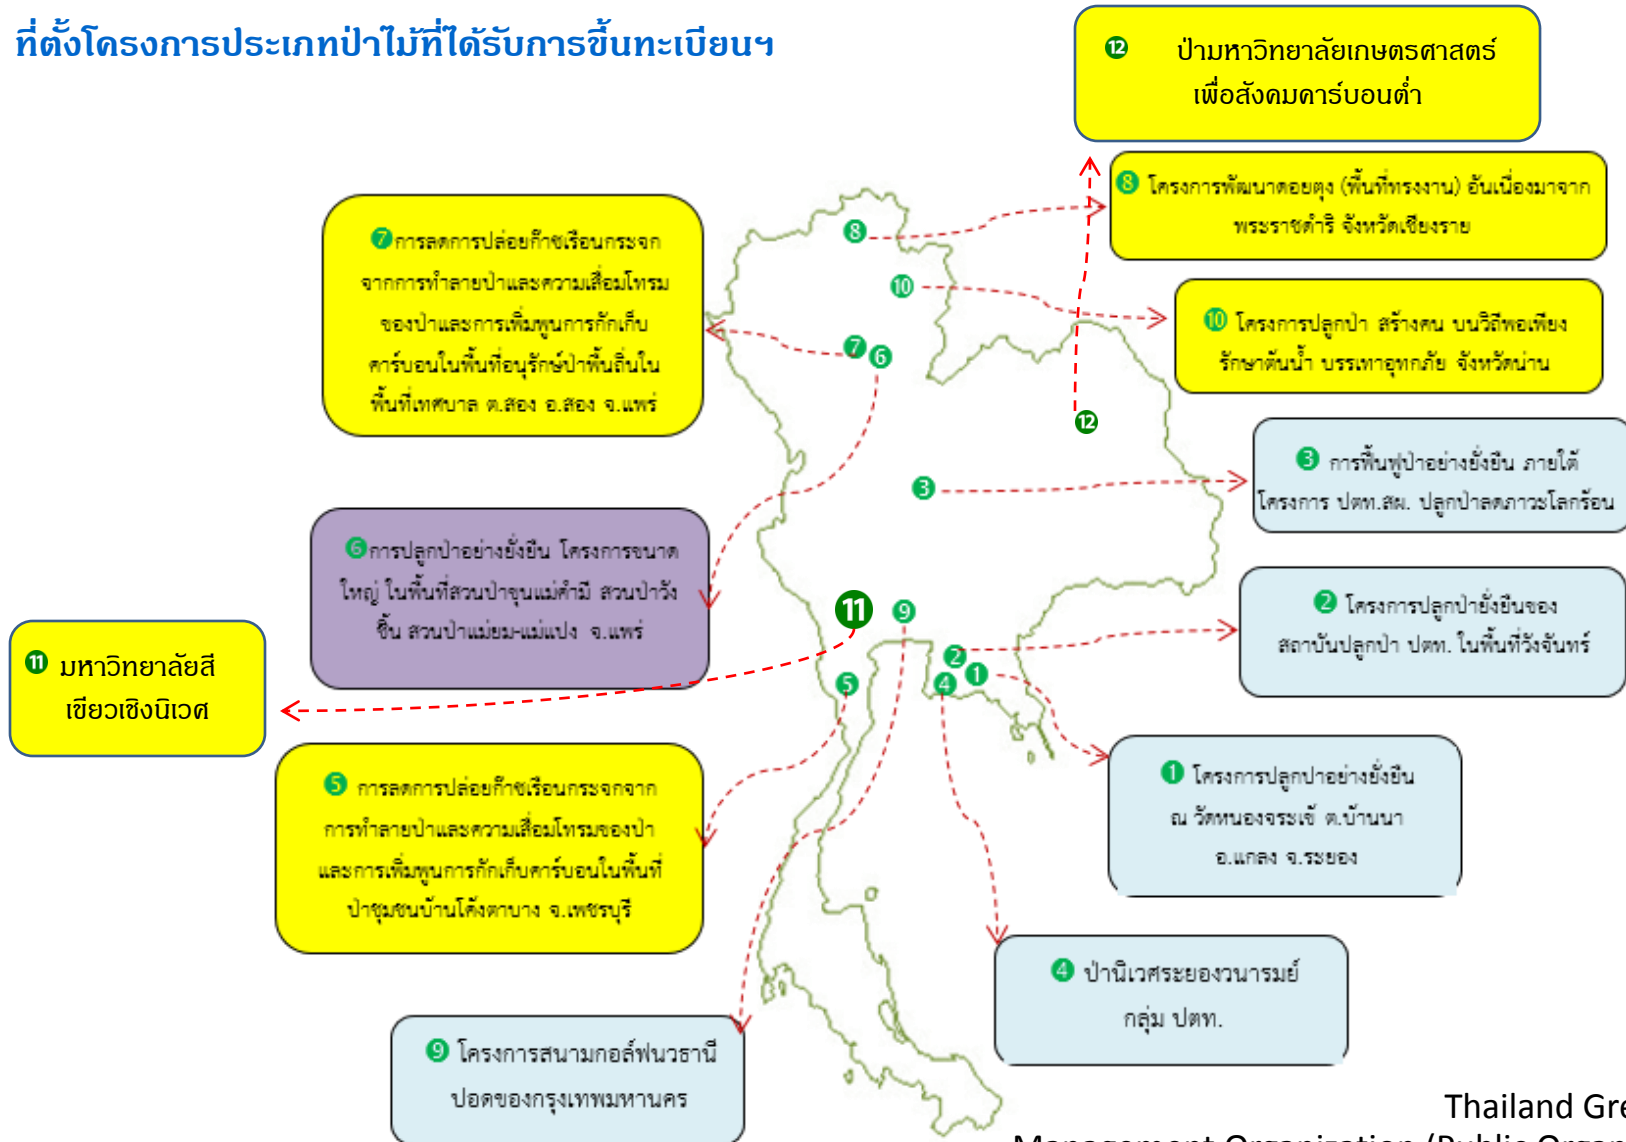 ที่ตั้งโครงการประเภทป่าไม้ที่ได้รับการขึ้นทะเบียนฯ
⓬ ป่ามหาวิทยาลัยเกษตรศาสตร์
เพื่อสังคมคาร์บอนต่ำ
❽ โครงการพัฒนาดอยตุง (พื้นที่ทรงงาน) อันเนื่องมาจาก
พระราชดำริ จังหวัดเชียงราย
❼การลดการปล่อยก๊าซเรือนกระจก
จากการทำลายป่าและความเสื่อมโทรม
ของป่าและการเพิ่มพูนการกักเก็บ
คาร์บอนในพื้นที่อนุรักษ์ป่าพื้นถิ่นใน
พื้นที่เทศบาล ต.สอง อ.สอง จ.แพร่
❿ โครงการปลูกป่า สร้างคน บนวิถีพอเพียง
รักษาต้นน้ำ บรรเทาอุทกภัย จังหวัดน่าน
❸ การฟื้นฟูป่าอย่างยั่งยืน ภายใต้
โครงการ ปตท.สผ. ปลูกป่าลดภาวะโลกร้อน
❻การปลูกป่าอย่างยั่งยืน โครงการขนาด
ใหญ่ ในพื้นที่สวนป่าขุนแม่คำมี สวนป่าวัง
ชิ้น สวนป่าแม่ยม-แม่แปง จ.แพร่
❷ โครงการปลูกป่ายั่งยืนของ
สถาบันปลูกป่า ปตท. ในพื้นที่วังจันทร์
⓫ มหาวิทยาลัยสี
เขียวเชิงนิเวศ
❺ การลดการปล่อยก๊าซเรือนกระจกจาก
การทำลายป่าและความเสื่อมโทรมของป่า
และการเพิ่มพูนการกักเก็บคาร์บอนในพื้นที่
ป่าชุมชนบ้านโค้งตาบาง จ.เพชรบุรี
❶ โครงการปลูกป่าอย่างยั่งยืน
ณ วัดหนองจระเข้ ต.บ้านนา
อ.แกลง จ.ระยอง
❹ ป่านิเวศระยองวนารมย์
กลุ่ม ปตท.
❾ โครงการสนามกอล์ฟนวธานี
ปอดของกรุงเทพมหานคร
❽
❿
❼ ❻
⓬
❸
⓫ ❾
❷
❺ ❹ ❶
Thailand Gre